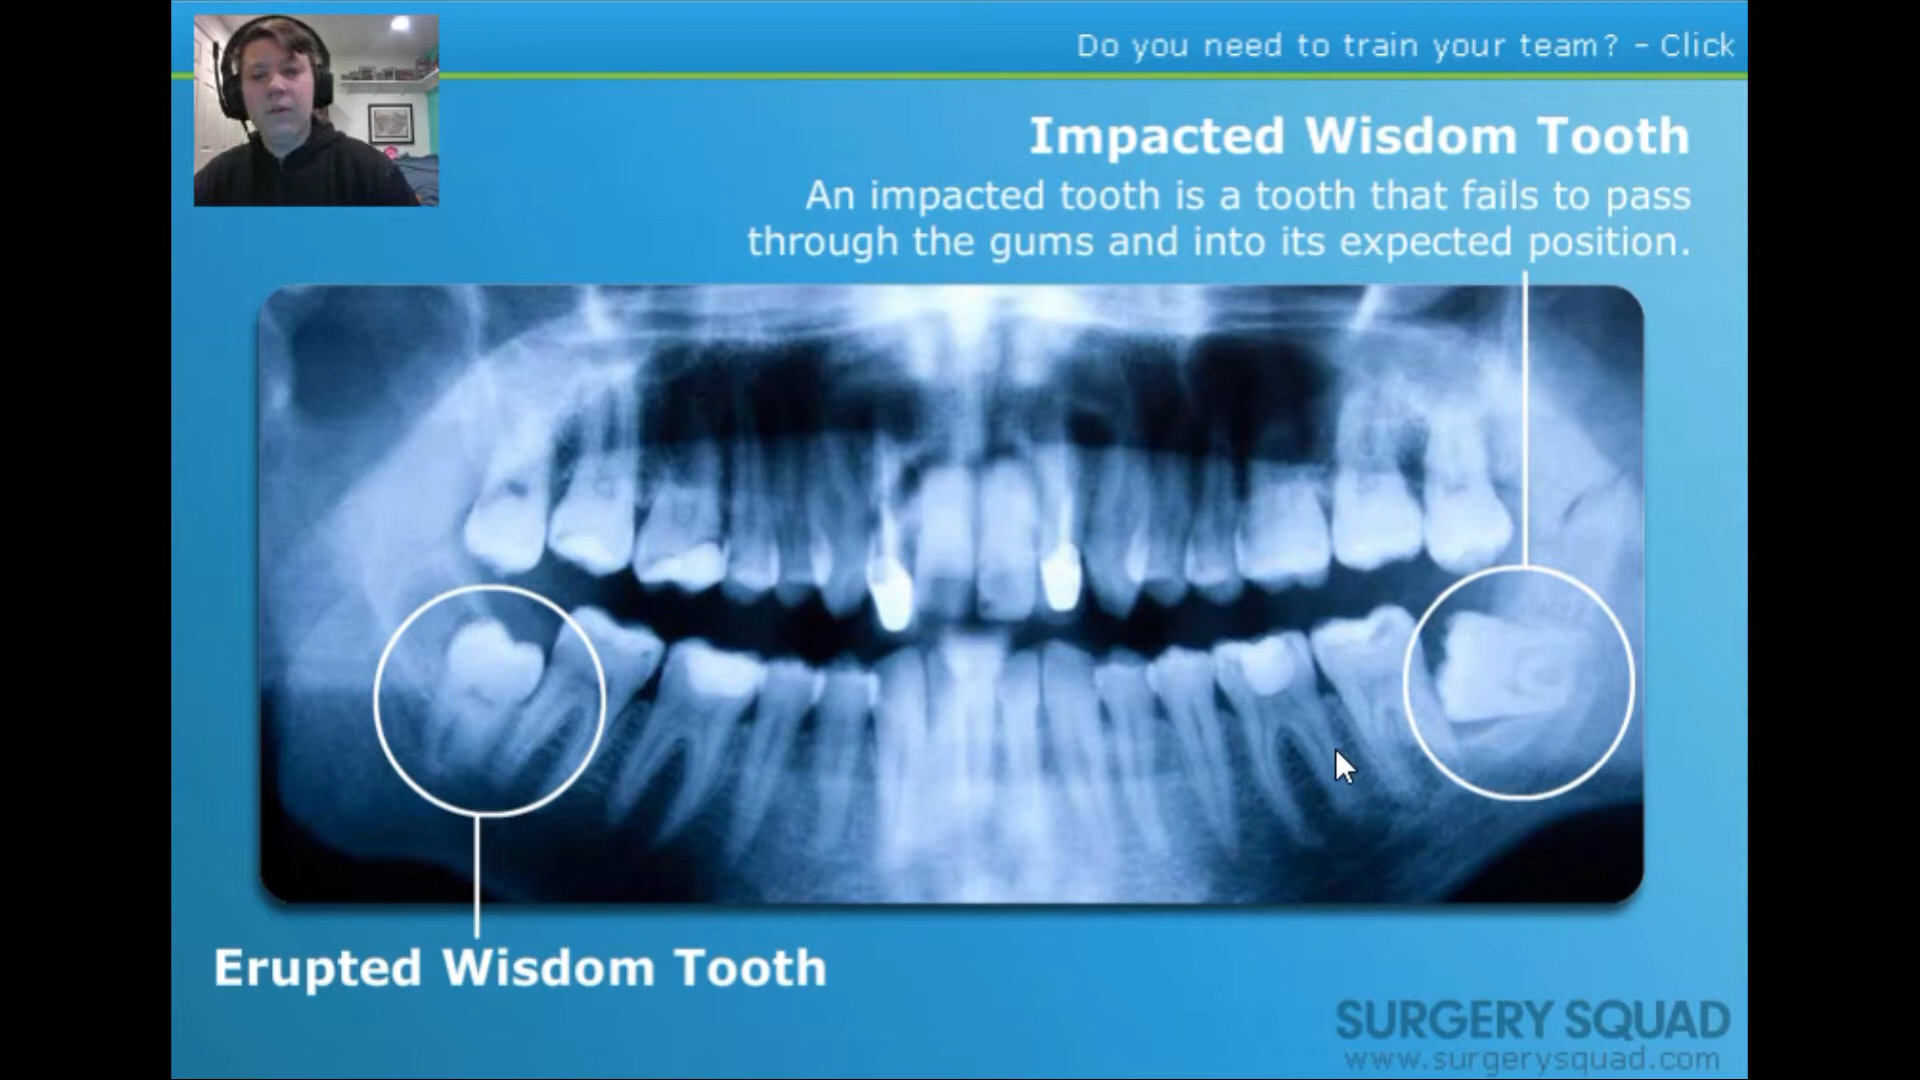 Do you need to train your team? - Click
Impacted Wisdom Tooth
An impacted tooth is a tooth that fails to pass
through the gums and into its expected position.
Erupted Wisdom Tooth
SURGERY SQUAD
www.surgerysquad.com